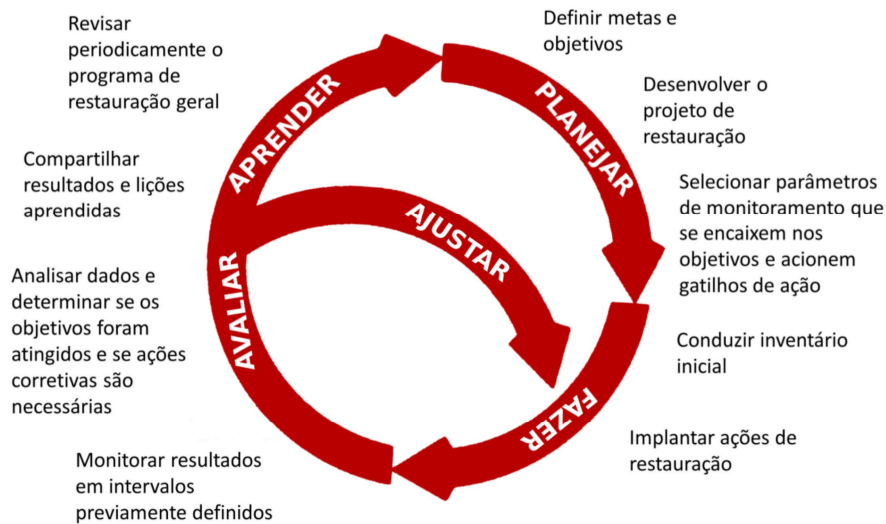 Definir metas e
objetivos
Desenvolver o
projeto de
restauração
PLANEJAR
Selecionar parâmetros
de monitoramento que
se encaixem nos
objetivos e acionem
gatilhos de ação
Conduzir inventário
inicial
FAZER
Implantar ações de
restauração
Monitorar resultados
em intervalos
previamente definidos
AVALIAR
Analisar dados e
determinar se os
objetivos foram
atingidos e se ações
corretivas são
necessárias
AJUSTAR
Compartilhar
resultados e lições
aprendidas
APRENDER
Revisar
periodicamente o
programa de
restauração geral